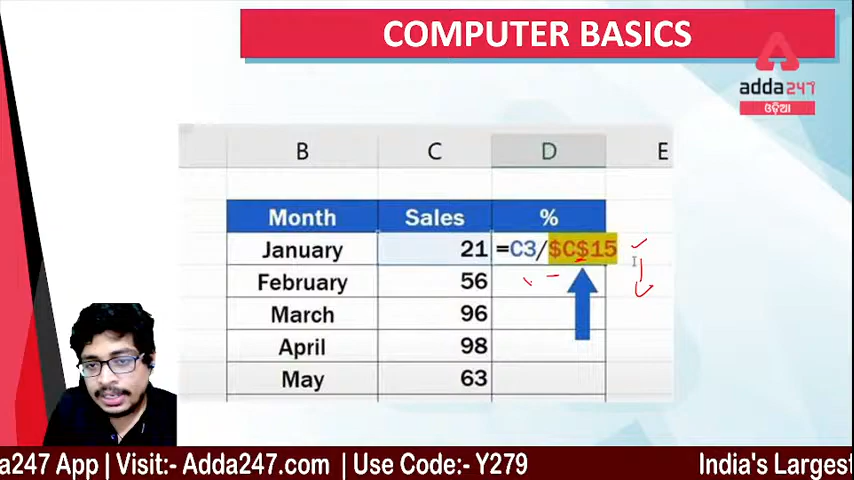 COMPUTER BASICS
adda247
ଓଡ଼ିଆ
B C D E
Month Sales %
January 21 =C3/$C$15
February 56
March 96
April 98
May 63
a247 App | Visit:- Adda247.com | Use Code:- Y279 India's Largest